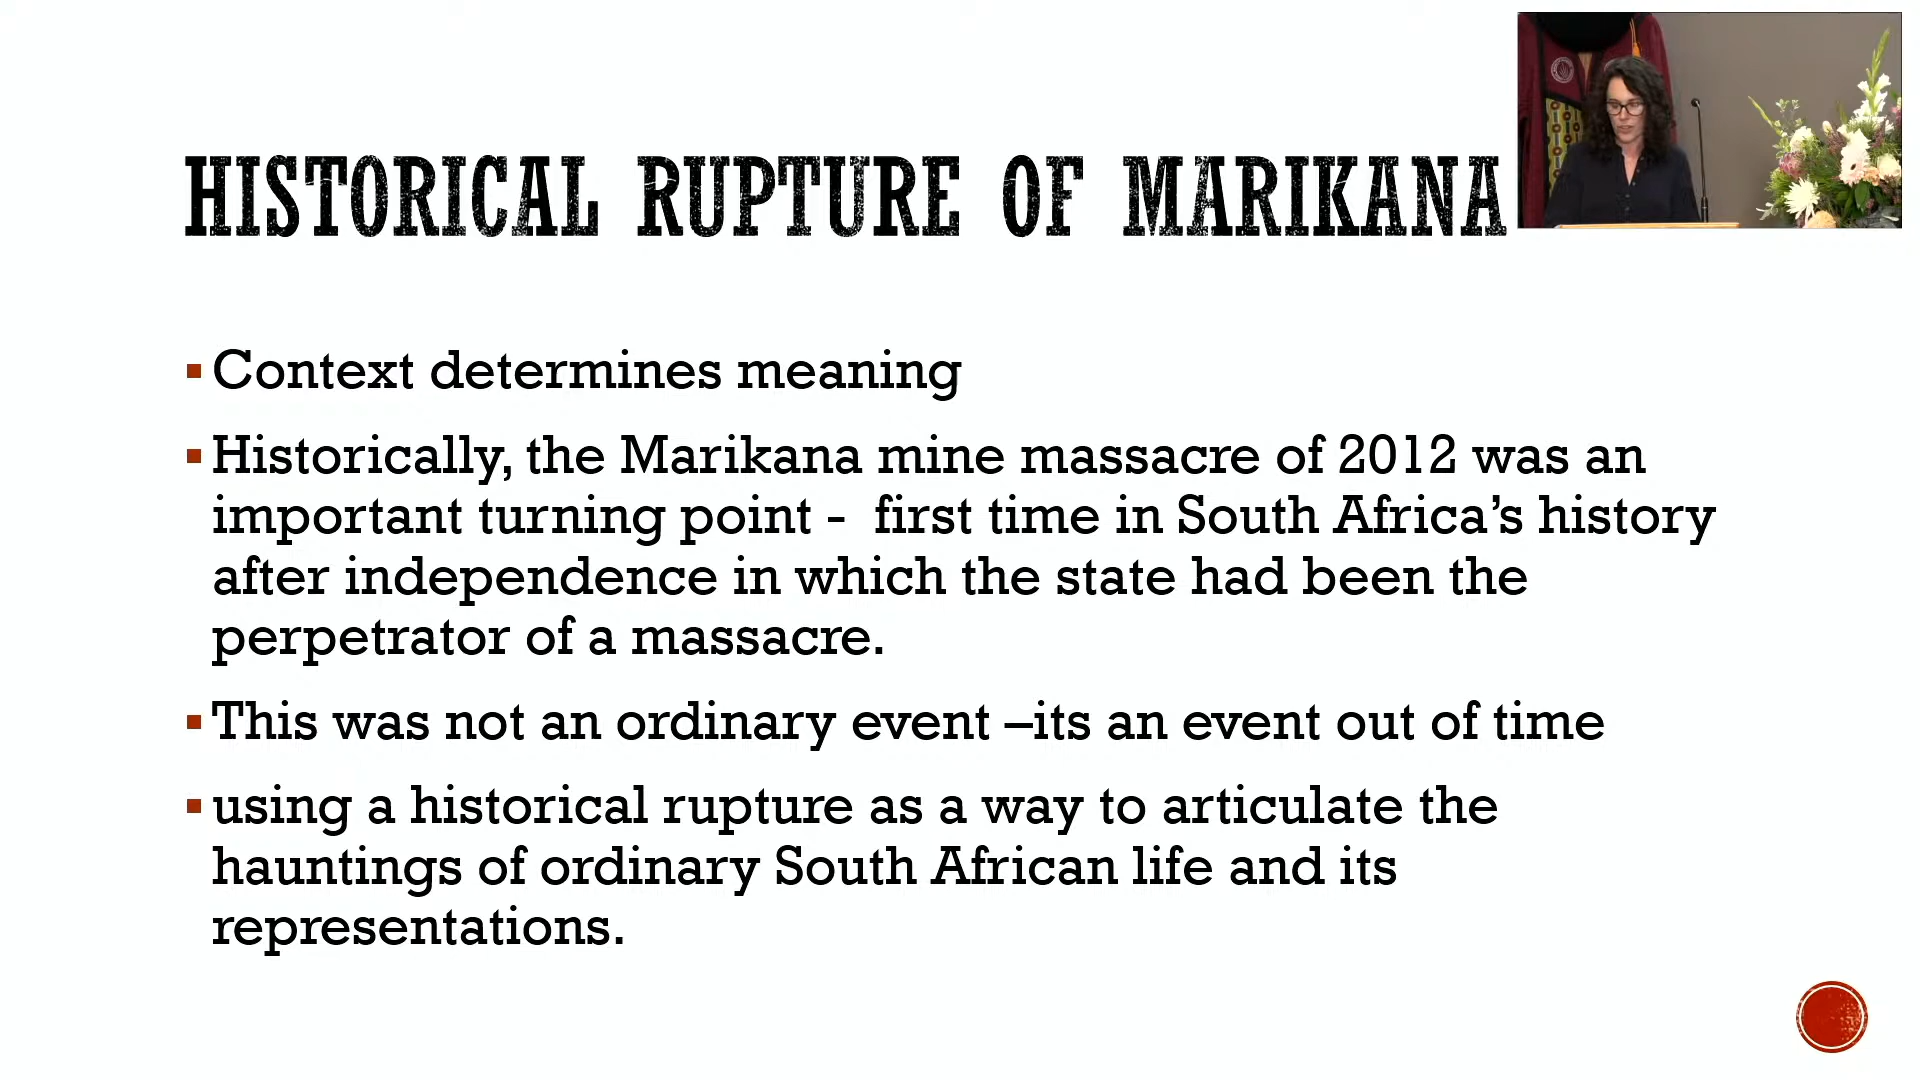 HISTORICAL RUPTURE OF MARIKANA
▪Context determines meaning
▪Historically, the Marikana mine massacre of 2012 was an
important turning point -  first time in South Africa’s history
after independence in which the state had been the
perpetrator of a massacre.
▪This was not an ordinary event –its an event out of time
▪using a historical rupture as a way to articulate the
hauntings of ordinary South African life and its
representations.